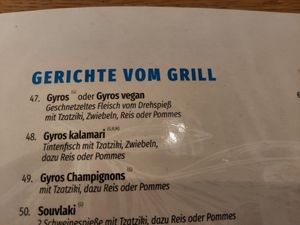 GERICHTE VOM GRILL
47. Gyros (G) oder Gyros vegan
Geschnetzeltes Fleisch vom Drehspieß
mit Tzatziki, Zwiebeln, Reis oder Pommes
48. Gyros kalamari
Tintenfisch mit Tzatziki, Zwiebeln,
dazu Reis oder Pommes
49. Gyros Champignons (G)
mit Tzatziki, dazu Reis oder Pommes
50. Souvlaki (G)
2 Schweinespieße mit Tzatziki, dazu Reis oder Pommes